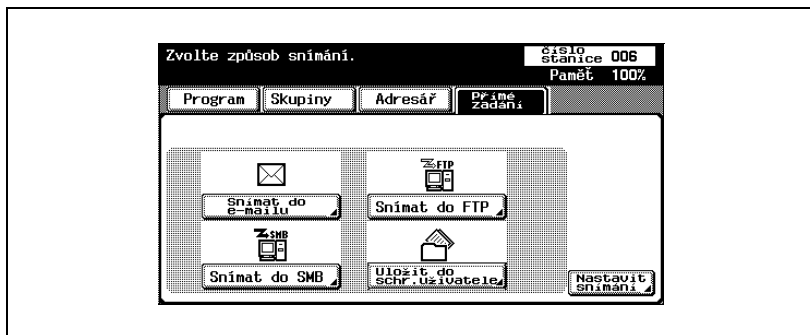 Zvolte způsob snímání.
číslo
stanice 006
Paměť 100%
Program Skupiny Adresář Přímé
zadání
FTP
Snímat do
e-mailu
Snímat do FTP
SMB
Snímat do SMB
Uložit do
schr.uživatele
Nastavit
snímání